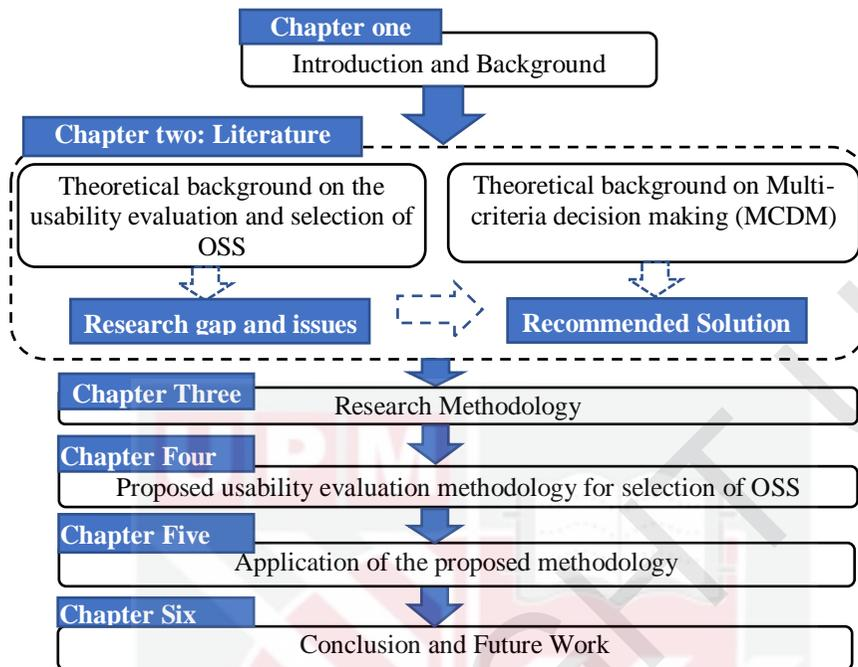 Chapter one
Introduction and Background
Chapter two: Literature
Theoretical background on the
usability evaluation and selection of
OSS
Theoretical background on Multi-
criteria decision making (MCDM)
Research gap and issues
Recommended Solution
Chapter Three
Research Methodology
Chapter Four
Proposed usability evaluation methodology for selection of OSS
Chapter Five
Application of the proposed methodology
Chapter Six
Conclusion and Future Work
UPM